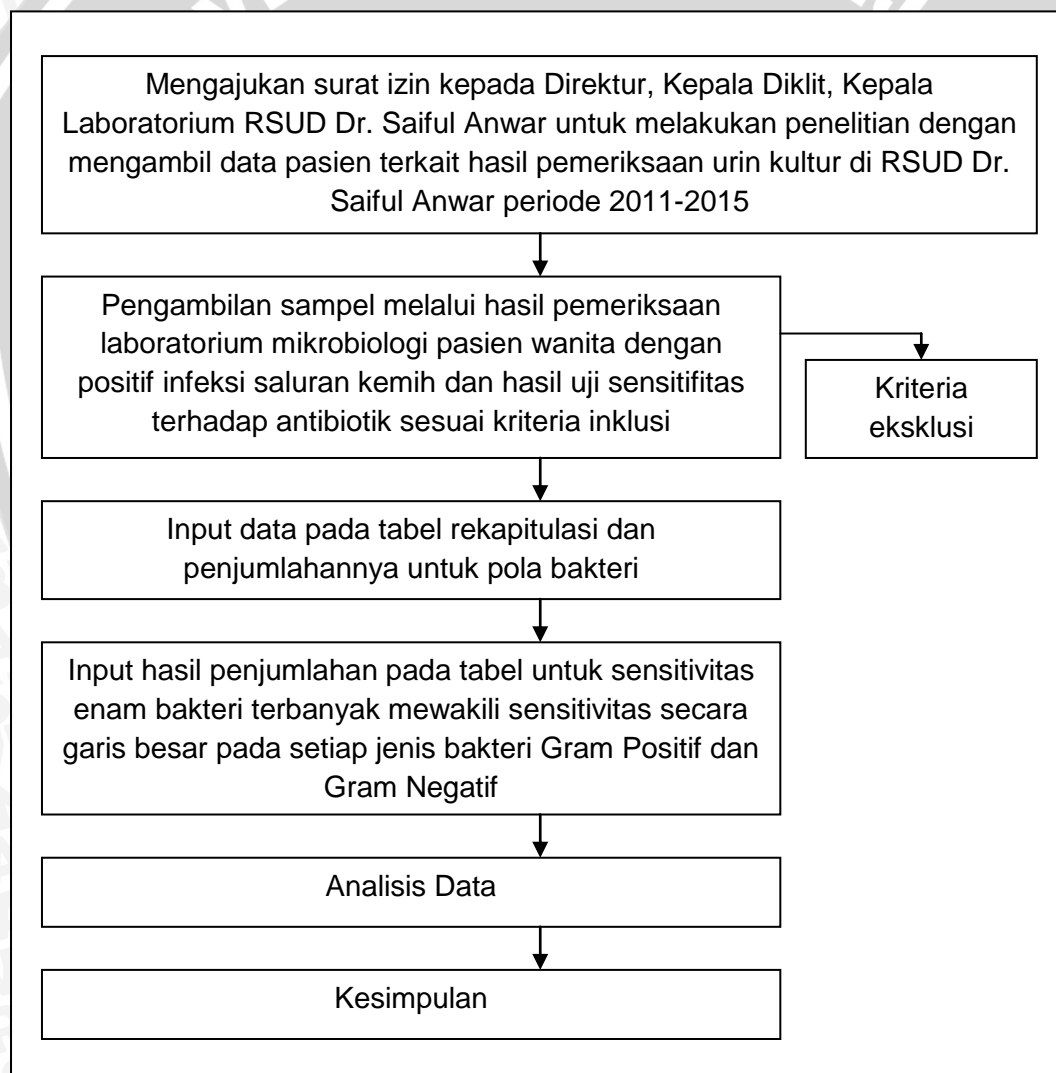 Mengajukan surat izin kepada Direktur, Kepala Diklit, Kepala
Laboratorium RSUD Dr. Saiful Anwar untuk melakukan penelitian dengan
mengambil data pasien terkait hasil pemeriksaan urin kultur di RSUD Dr.
Saiful Anwar periode 2011-2015
Pengambilan sampel melalui hasil pemeriksaan
laboratorium mikrobiologi pasien wanita dengan
positif infeksi saluran kemih dan hasil uji sensitifitas
terhadap antibiotik sesuai kriteria inklusi
Kriteria
eksklusi
Input data pada tabel rekapitulasi dan
penjumlahannya untuk pola bakteri
Input hasil penjumlahan pada tabel untuk sensitivitas
enam bakteri terbanyak mewakili sensitivitas secara
garis besar pada setiap jenis bakteri Gram Positif dan
Gram Negatif
Analisis Data
Kesimpulan